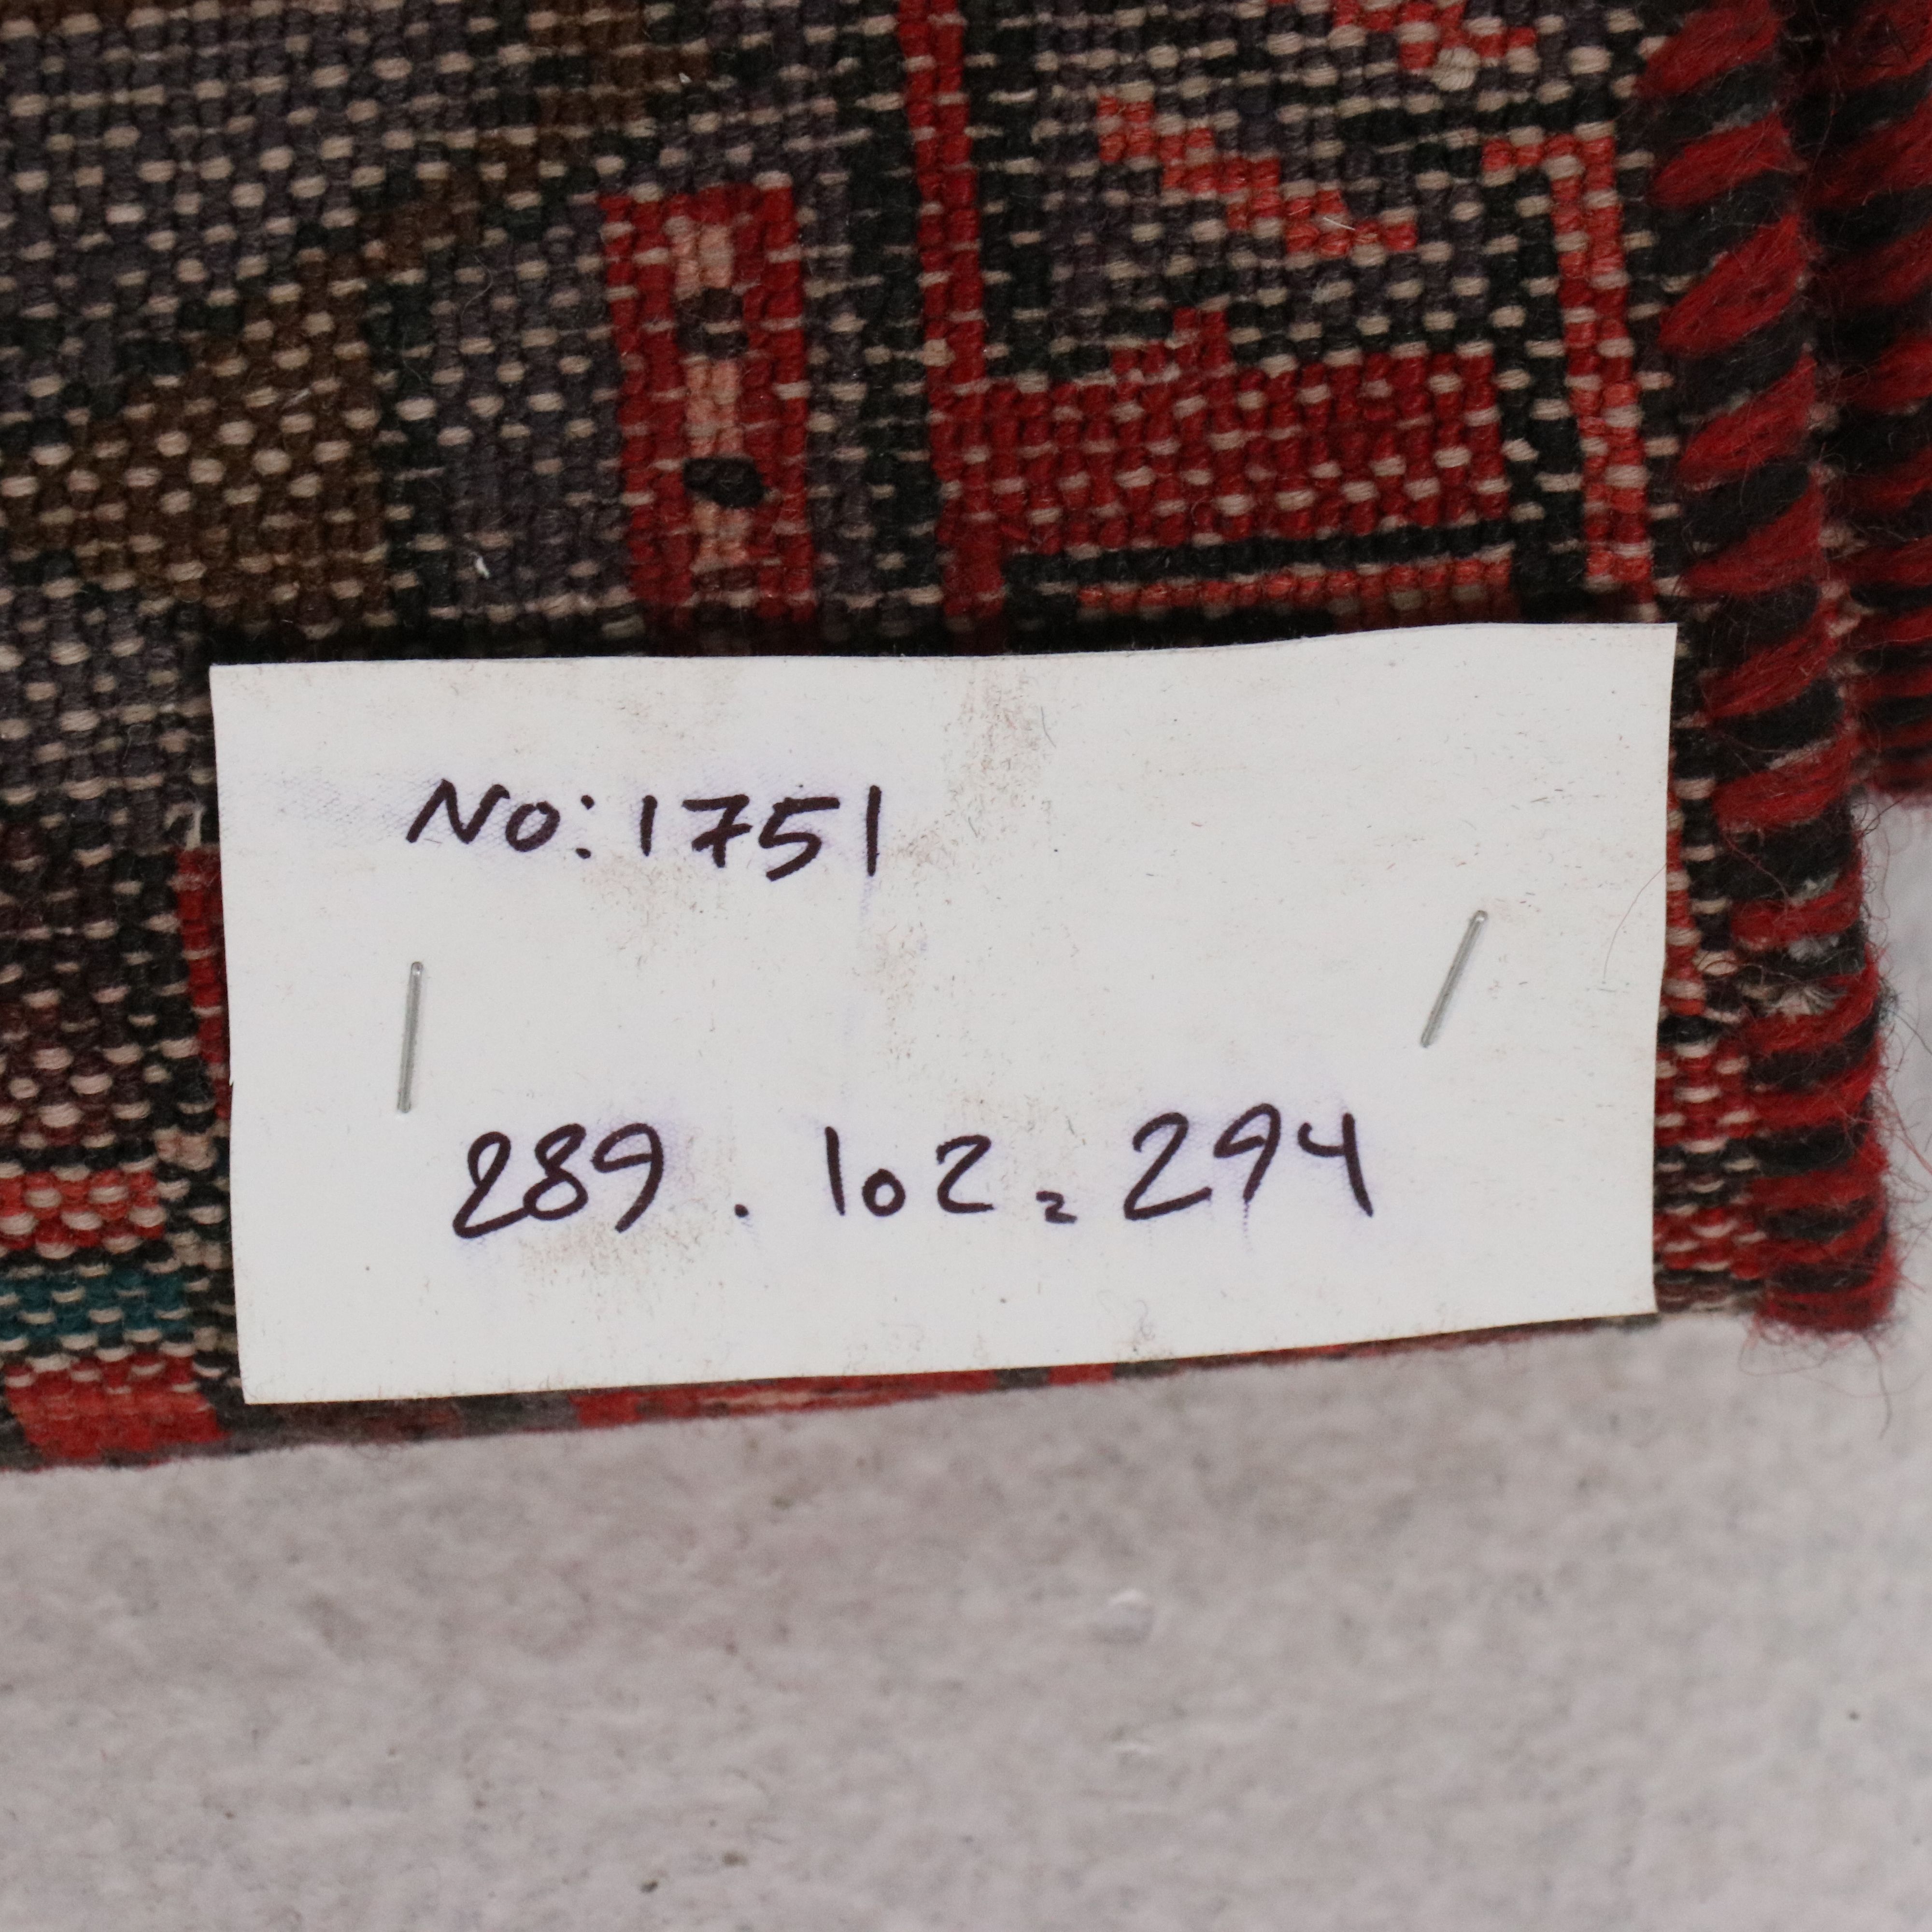 No: 1751
289 . 102 = 294